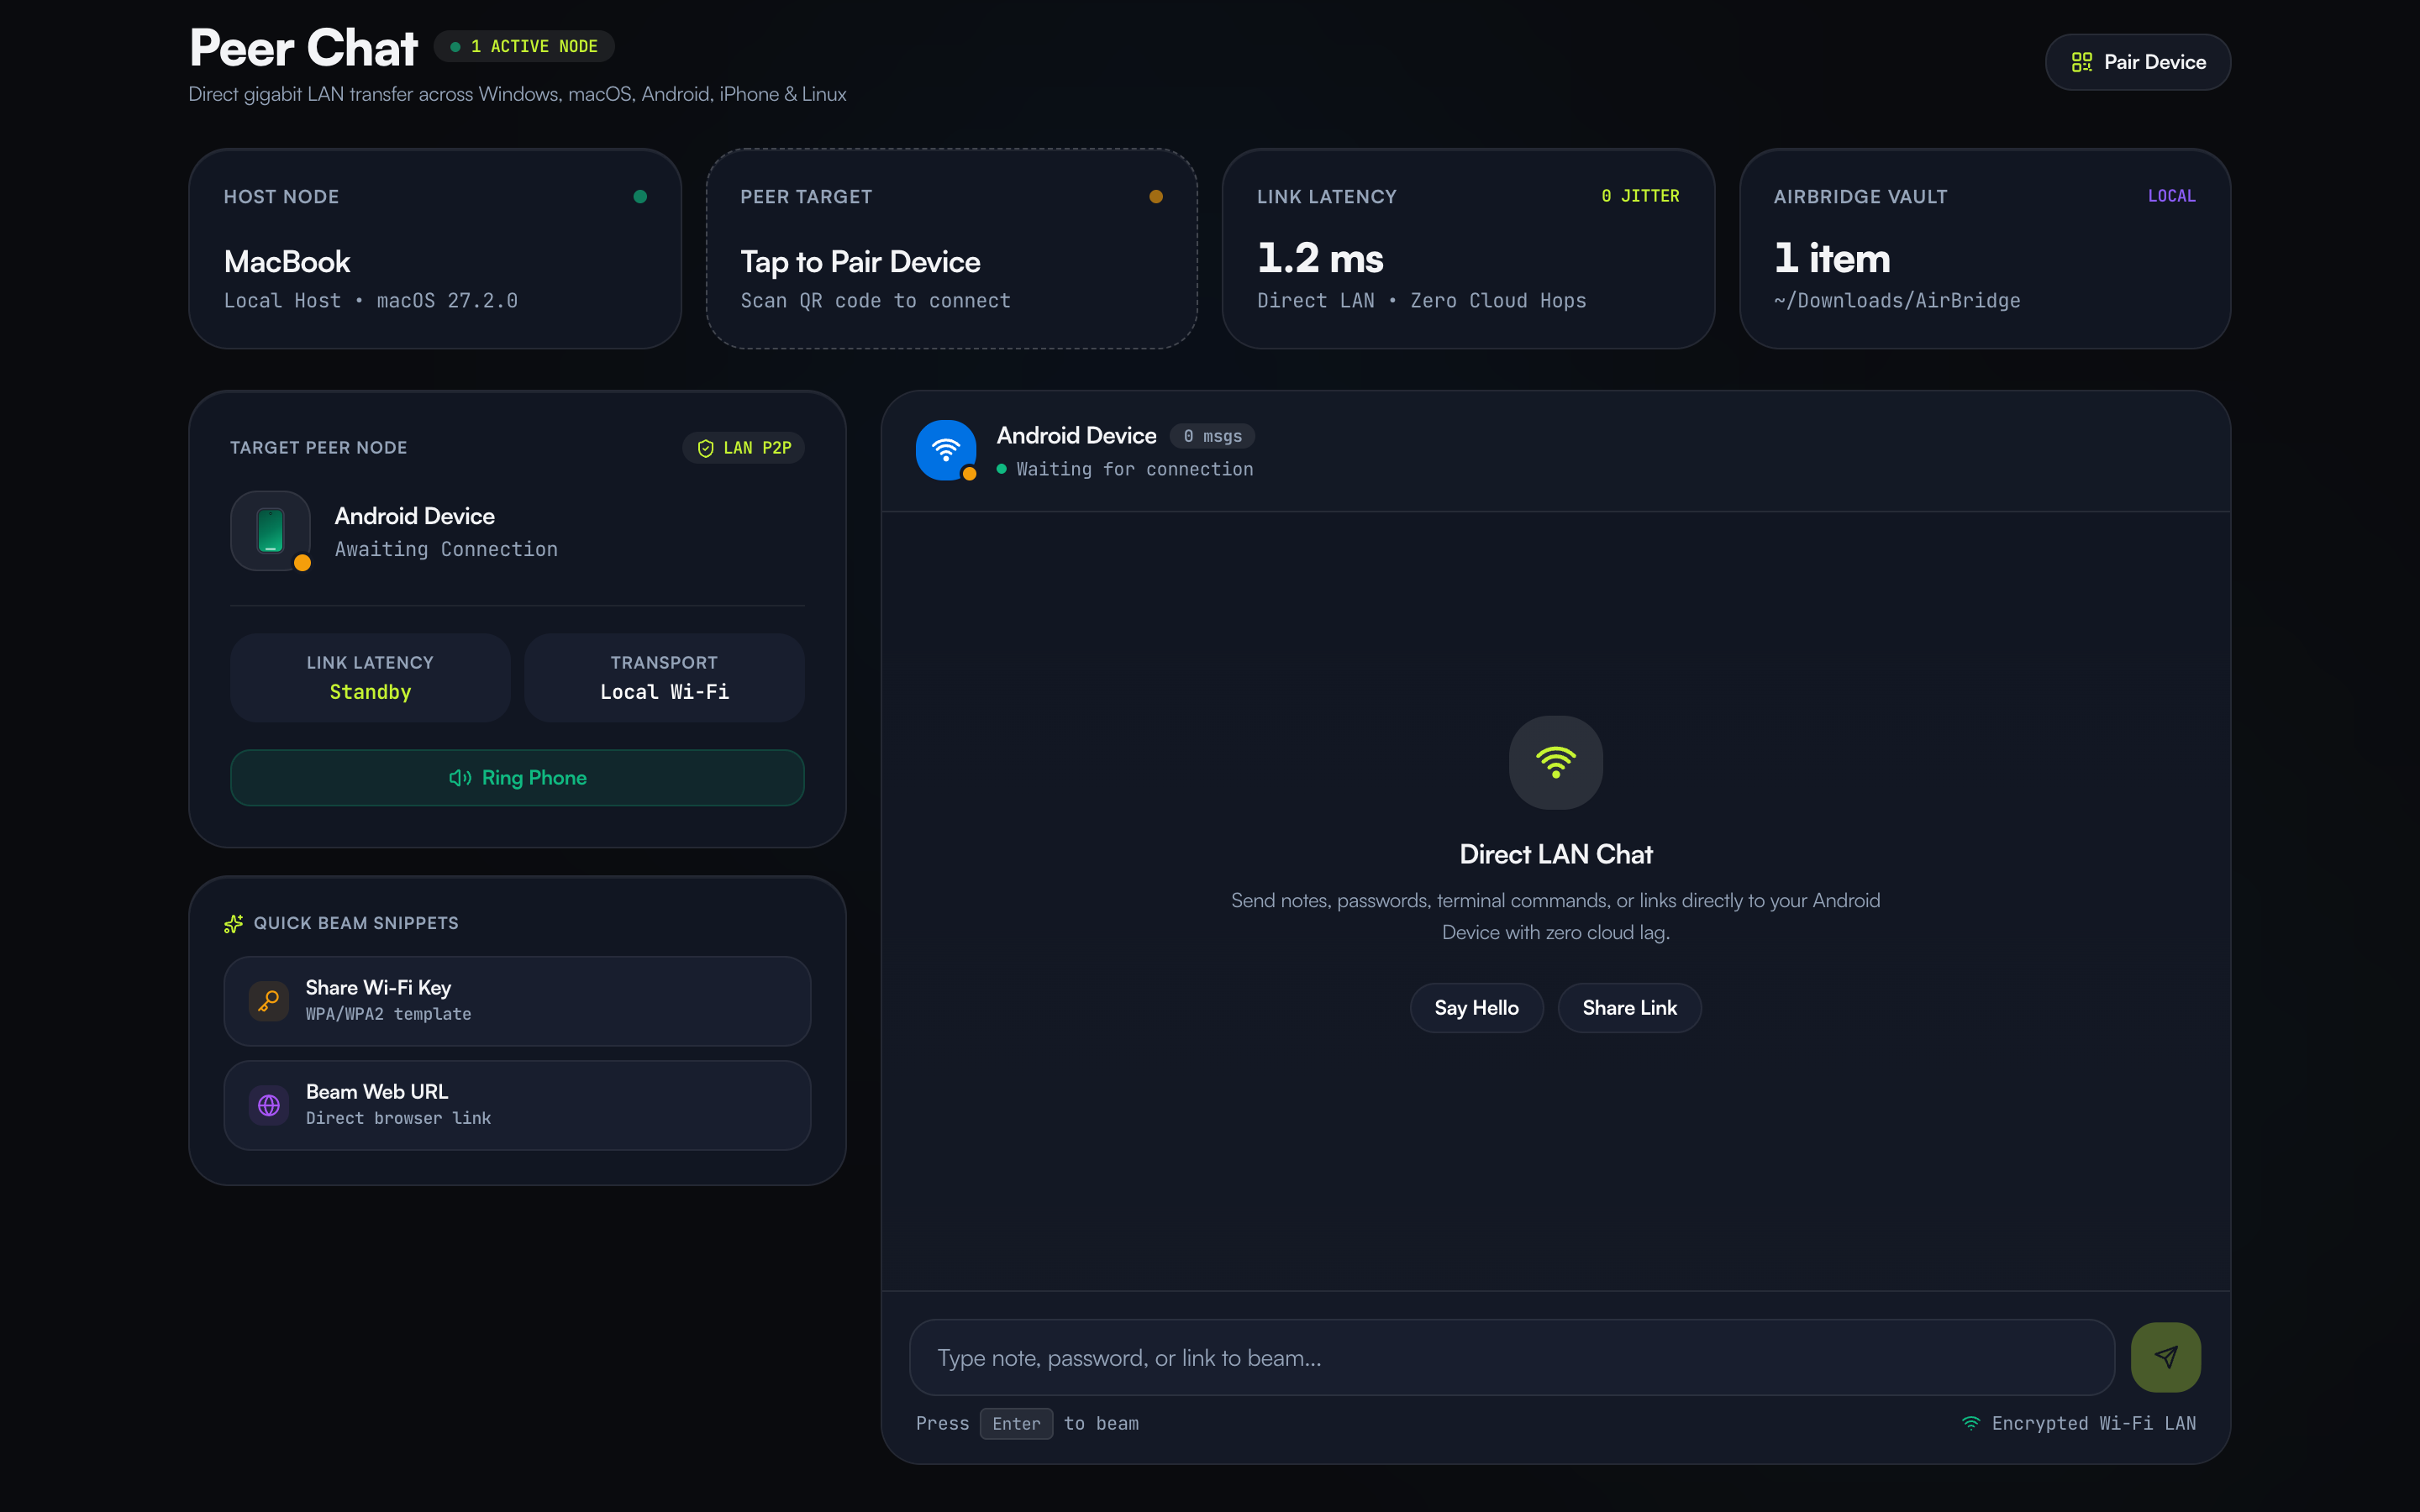 Peer Chat
1 ACTIVE NODE
Direct gigabit LAN transfer across Windows, macOS, Android, iPhone & Linux
Pair Device
HOST NODE
MacBook
Local Host • macOS 27.2.0
PEER TARGET
Tap to Pair Device
Scan QR code to connect
LINK LATENCY
0 JITTER
1.2 ms
Direct LAN • Zero Cloud Hops
AIRBRIDGE VAULT
LOCAL
1 item
~/Downloads/AirBridge
TARGET PEER NODE
LAN P2P
Android Device
Awaiting Connection
LINK LATENCY
Standby
TRANSPORT
Local Wi-Fi
Ring Phone
QUICK BEAM SNIPPETS
Share Wi-Fi Key
WPA/WPA2 template
Beam Web URL
Direct browser link
Android Device
0 msgs
Waiting for connection
Direct LAN Chat
Send notes, passwords, terminal commands, or links directly to your Android
Device with zero cloud lag.
Say Hello
Share Link
Type note, password, or link to beam...
Press Enter to beam
Encrypted Wi-Fi LAN